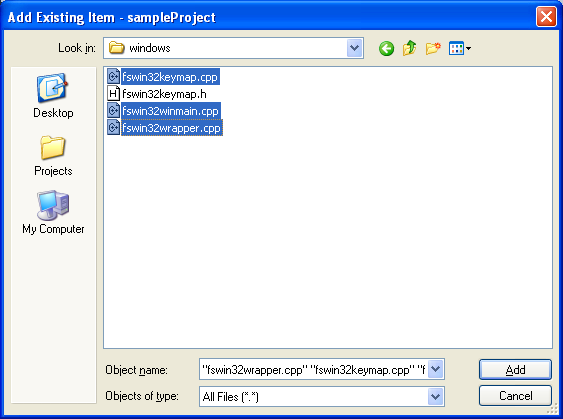 Add Existing Item - sampleProject
Look in:
windows
Desktop
Projects
My Computer
fswin32keymap.cpp
fswin32keymap.h
fswin32winmain.cpp
fswin32wrapper.cpp
Object name:
"fswin32wrapper.cpp" "fswin32keymap.cpp" "f
Add
Objects of type:
All Files (*.*)
Cancel